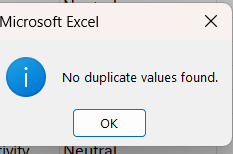 Microsoft Excel
No duplicate values found.
OK
Neutral